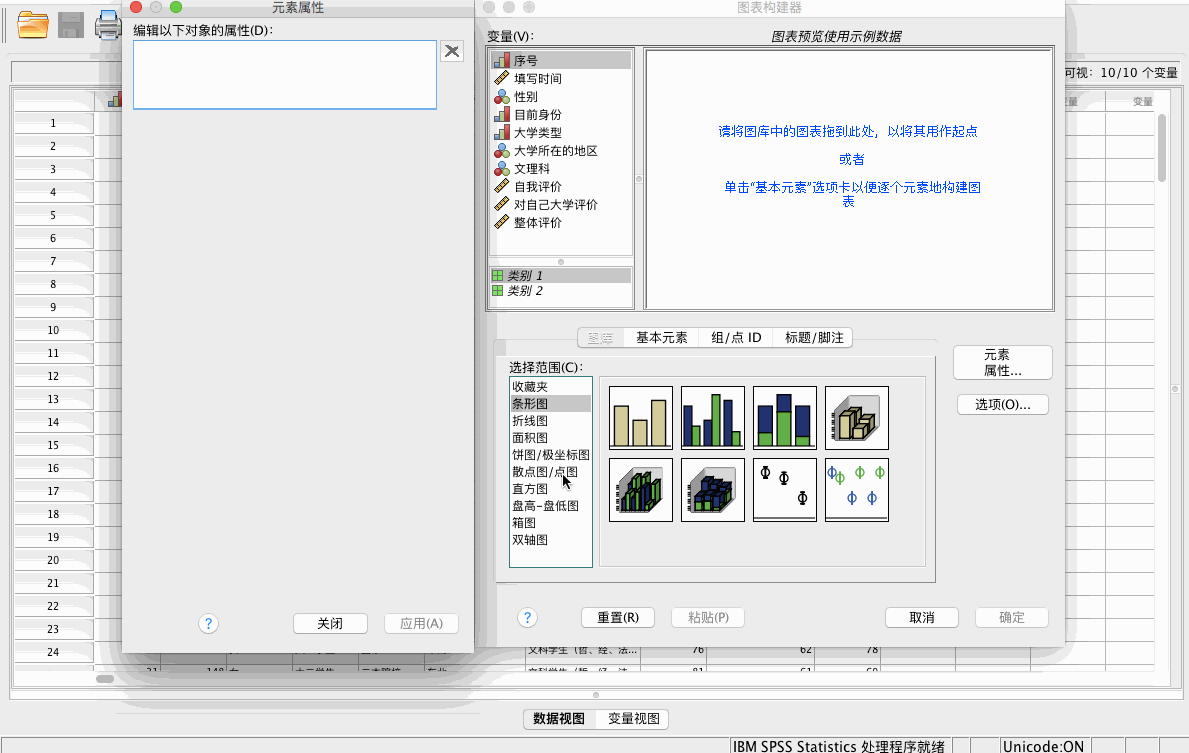 元素属性
编辑以下对象的属性(D):
关闭
应用(A)
图表构建器
变量(V):
图表预览使用示例数据
序号
填写时间
性别
目前身份
大学类型
大学所在的地区
文理科
自我评价
对自己大学评价
整体评价
类别 1
类别 2
请将图库中的图表拖到此处，以将其用作起点
或者
单击“基本元素”选项卡以便逐个元素地构建图
表
图库
基本元素
组/点 ID
标题/脚注
选择范围(C):
收藏夹
条形图
折线图
面积图
饼图/极坐标图
散点图/点图
直方图
盘高-盘低图
箱图
双轴图
元素
属性...
选项(O)...
重置(R)
粘贴(P)
取消
确定
可视: 10/10 个变量
变量
1
2
3
4
5
6
7
8
9
10
11
12
13
14
15
16
17
18
19
20
21
22
23
24
文科学生（哲、经、法... 76 62 78
数据视图
变量视图
IBM SPSS Statistics 处理程序就绪
Unicode:ON